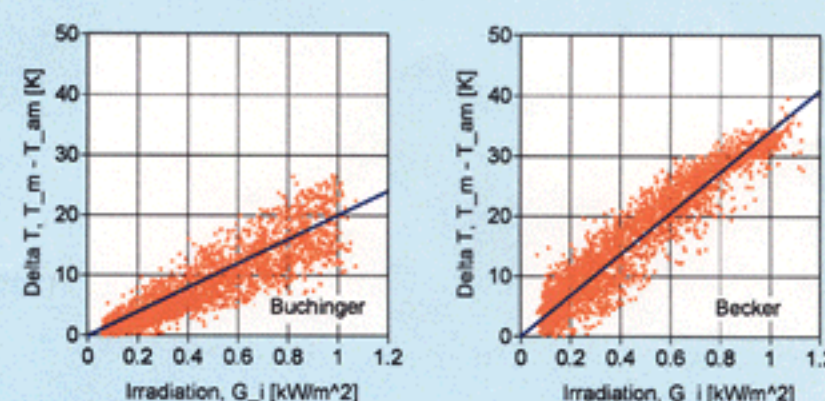 Delta T, T_m - T_am [K]
50
40
30
20
10
0
0 0.2 0.4 0.6 0.8 1 1.2
Buchinger
Irradiation, G_i [kW/m^2]
Delta T, T_m - T_am [K]
50
40
30
20
10
0
0 0.2 0.4 0.6 0.8 1 1.2
Becker
Irradiation, G_i [kW/m^2]